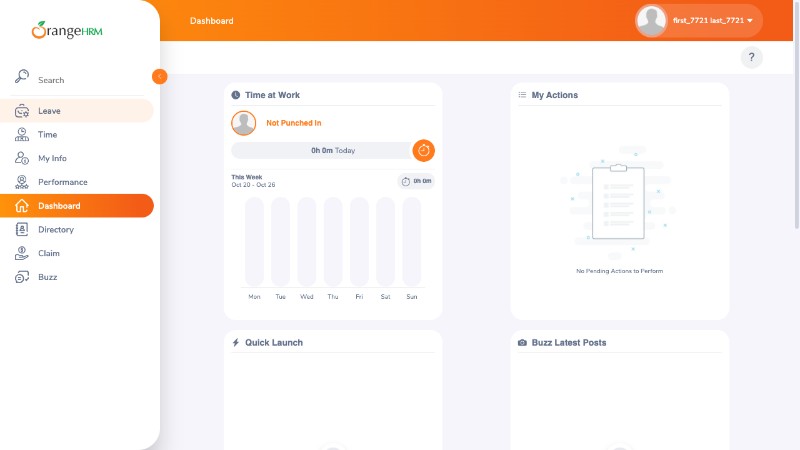 OrangeHRM
Search
Leave
Time
My Info
Performance
Dashboard
Directory
Claim
Buzz
Dashboard
first_7721 last_7721
?
Time at Work
Not Punched In
0h 0m Today
This Week
Oct 20 - Oct 26
0h 0m
Mon Tue Wed Thu Fri Sat Sun
My Actions
No Pending Actions to Perform
Quick Launch
Buzz Latest Posts